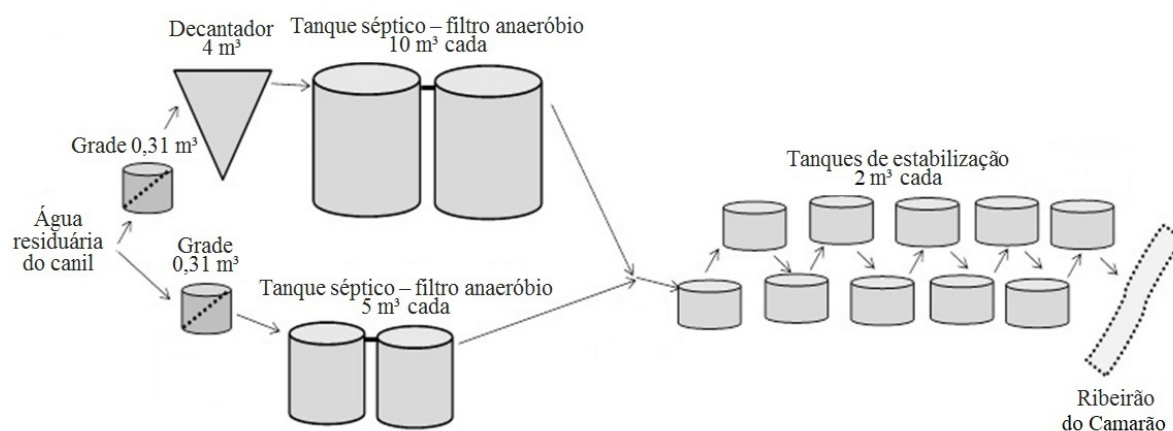 Decantador
4 m³
Tanque séptico – filtro anaeróbio
10 m³ cada
Grade 0,31 m³
Água
residuária
do canil
Grade
0,31 m³
Tanque séptico – filtro anaeróbio
5 m³ cada
Tanques de estabilização
2 m³ cada
Ribeirão
do Camarão